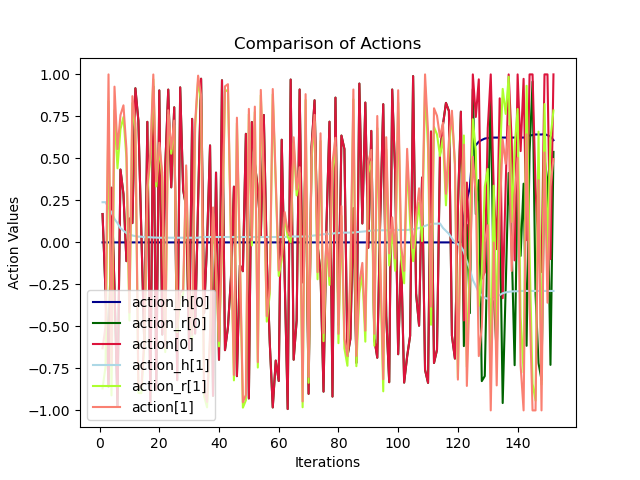 Comparison of Actions
Action Values
1.00
0.75
0.50
0.25
0.00
−0.25
−0.50
−0.75
−1.00
action_h[0]
action_r[0]
action[0]
action_h[1]
action_r[1]
action[1]
0 20 40 60 80 100 120 140
Iterations